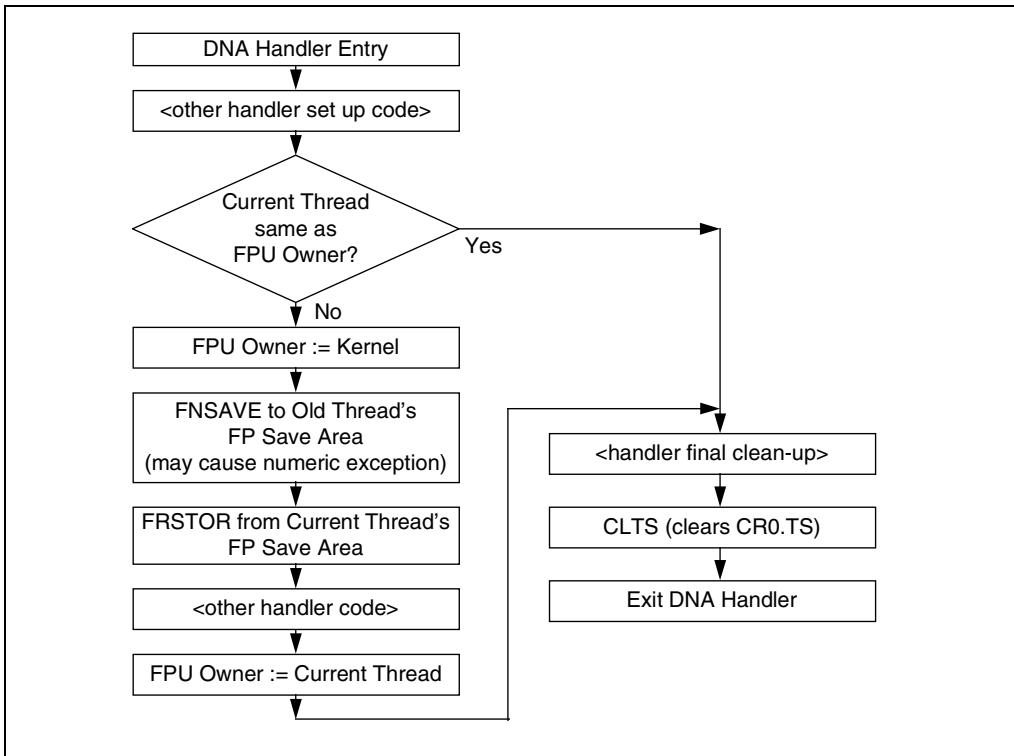 DNA Handler Entry
<other handler set up code>
Current Thread
same as
FPU Owner?
Yes
No
FPU Owner := Kernel
FNSAVE to Old Thread's
FP Save Area
(may cause numeric exception)
FRSTOR from Current Thread's
FP Save Area
<other handler code>
FPU Owner := Current Thread
<handler final clean-up>
CLTS (clears CR0.TS)
Exit DNA Handler